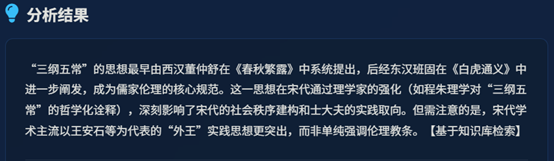 分析结果
“三纲五常”的思想最早由西汉董仲舒在《春秋繁露》中系统提出，后经东汉班固在《白虎通义》中
进一步阐发，成为儒家伦理的核心规范。这一思想在宋代通过理学家的强化（如程朱理学对“三纲五
常”的哲学化诠释），深刻影响了宋代的社会秩序建构和士大夫的实践取向。但需注意的是，宋代学
术主流以王安石等为代表的“外王”实践思想更突出，而非单纯强调伦理教条。【基于知识库检索】